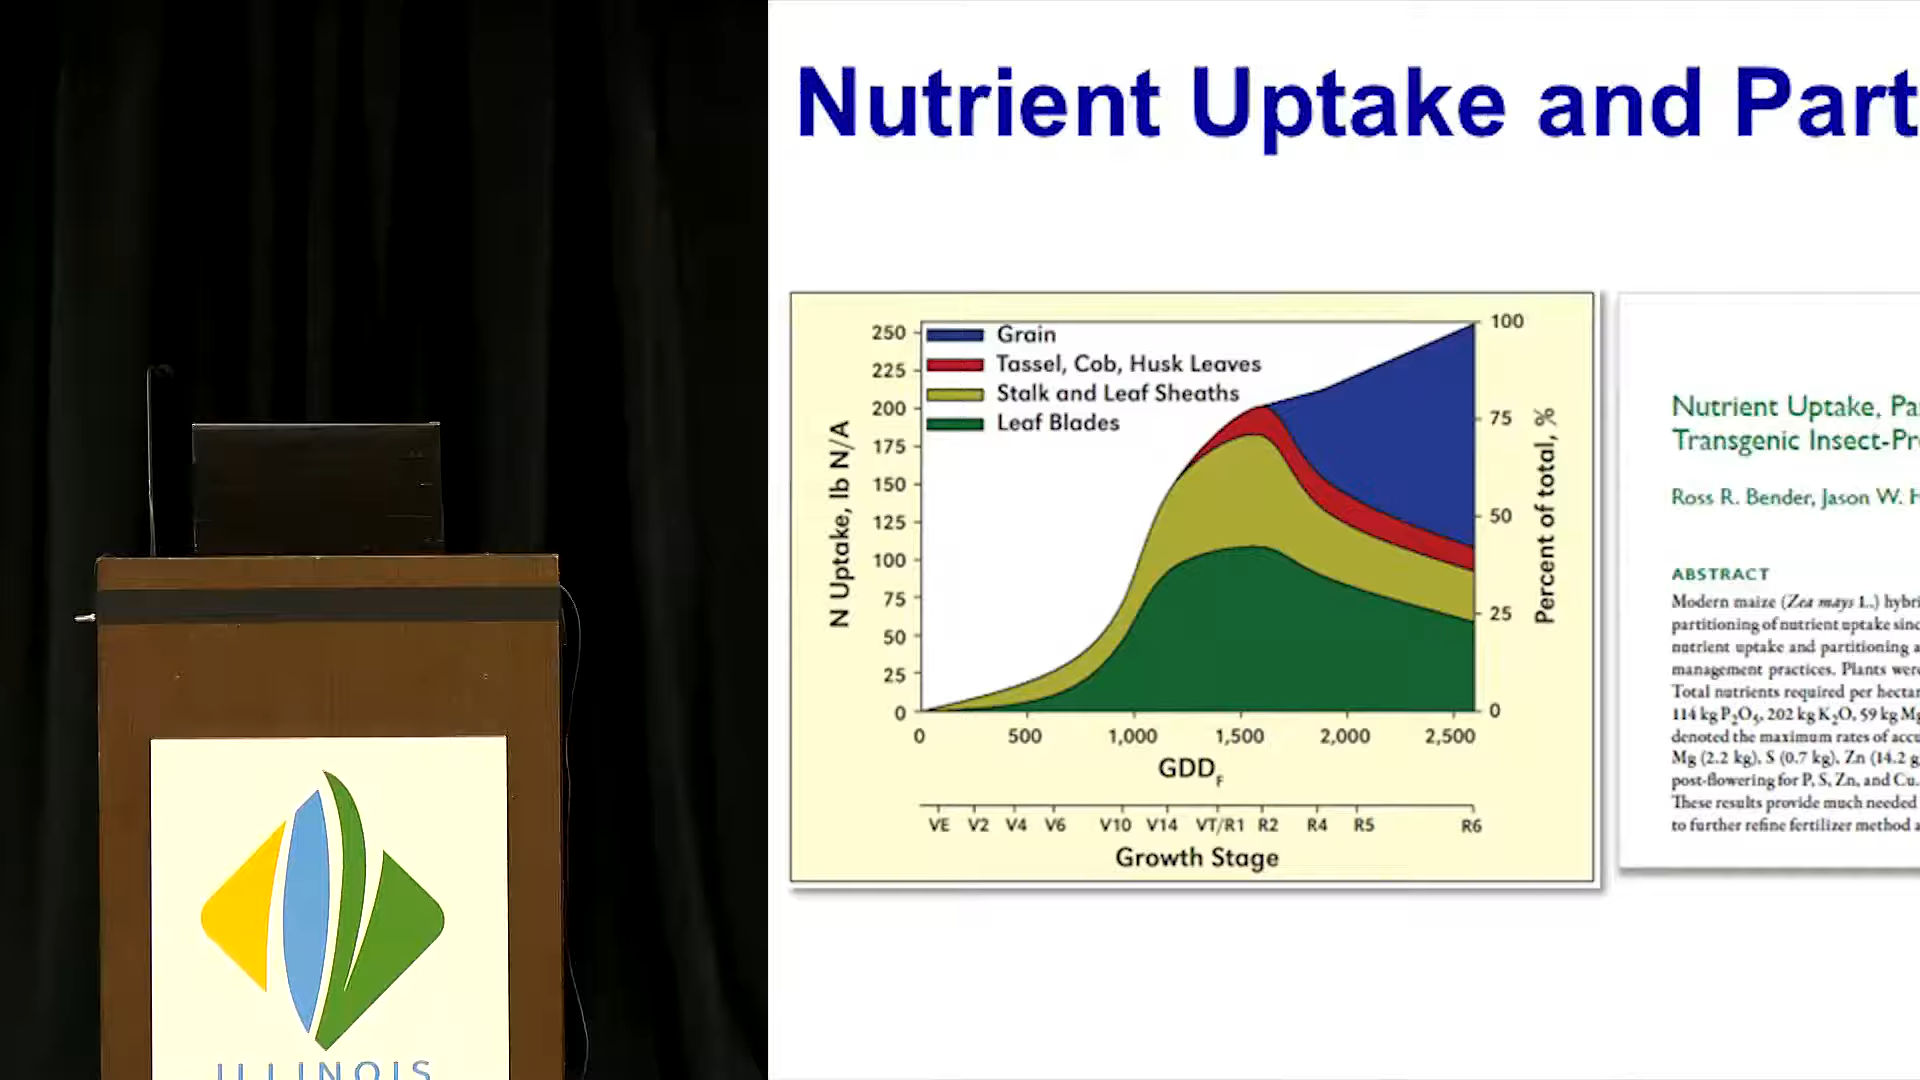 Nutrient Uptake and Part
250
225
200
175
150
125
100
75
50
25
0
N Uptake, lb N/A
Grain
Tassel, Cob, Husk Leaves
Stalk and Leaf Sheaths
Leaf Blades
100
75
50
25
0
Percent of total, %
0 500 1,000 1,500 2,000 2,500
GDD_F
VE V2 V4 V6 V10 V14 VT/R1 R2 R4 R5 R6
Growth Stage
Nutrient Uptake, Pa
Transgenic Insect-Pr
Ross R. Bender, Jason W. H
ABSTRACT
Modern maize (Zea mays L.) hybri
partitioning of nutrient uptake sinc
nutrient uptake and partitioning a
management practices. Plants were
Total nutrients required per hectar
114 kg P₂O₅, 202 kg K₂O, 59 kg Mg
denoted the maximum rates of accu
Mg (2.2 kg), S (0.7 kg), Zn (14.2 g
post-flowering for P, S, Zn, and Cu.
These results provide much needed
to further refine fertilizer method a
ILLINOIS